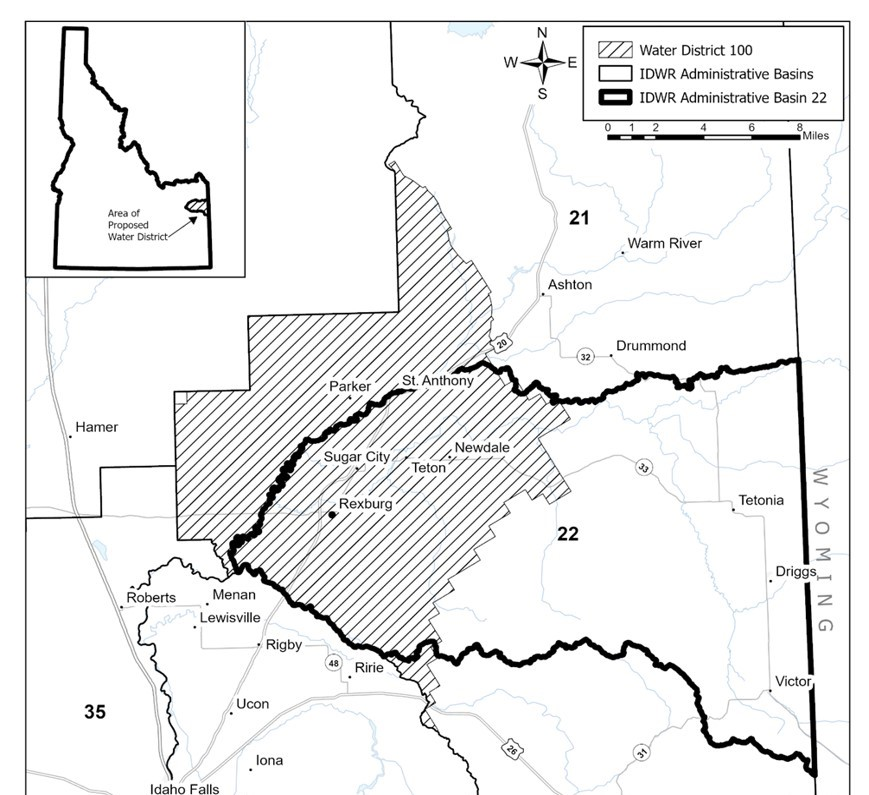 N
W E
S
Water District 100
IDWR Administrative Basins
IDWR Administrative Basin 22
0 1 2 4 6 8
Miles
Area of
Proposed
Water District
21
Warm River
Ashton
20
32
Drummond
Parker
St. Anthony
Hamer
Sugar City
Newdale
Teton
33
Rexburg
Tetonia
22
WYOMING
Driggs
Roberts
Menan
Lewisville
Rigby
48
Ririe
Victor
35
Ucon
26
31
Iona
Idaho Falls